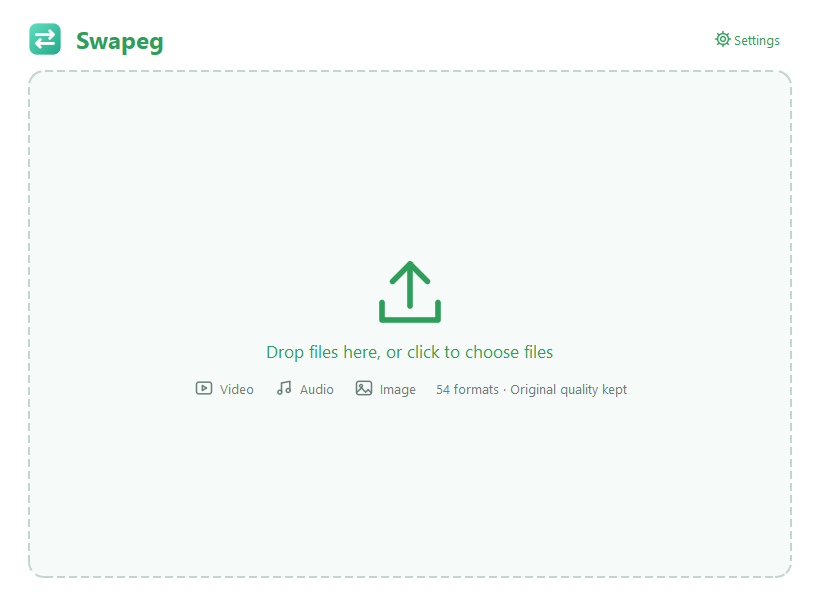 Swapeg
Settings
Drop files here, or click to choose files
Video Audio Image 54 formats · Original quality kept